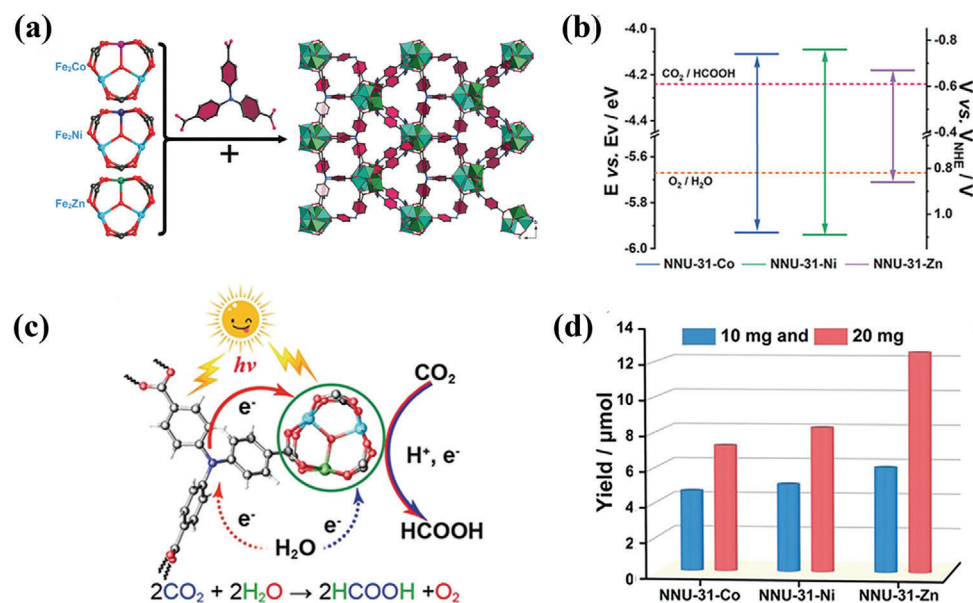 (a)
Fe₂Co
Fe₂Ni
Fe₂Zn
+
(b)
E vs. Ev / eV
-4.0
-4.2
-4.4
-5.6
-5.8
-6.0
CO₂ / HCOOH
O₂ / H₂O
-0.8
-0.6
-0.4
0.8
1.0
V vs. V_NHE / V
NNU-31-Co
NNU-31-Ni
NNU-31-Zn
(c)
hν
e⁻
CO₂
H⁺, e⁻
HCOOH
e⁻
e⁻
H₂O
2CO₂ + 2H₂O → 2HCOOH +O₂
(d)
10 mg and 20 mg
Yield / μmol
14
12
10
8
6
4
2
0
NNU-31-Co
NNU-31-Ni
NNU-31-Zn